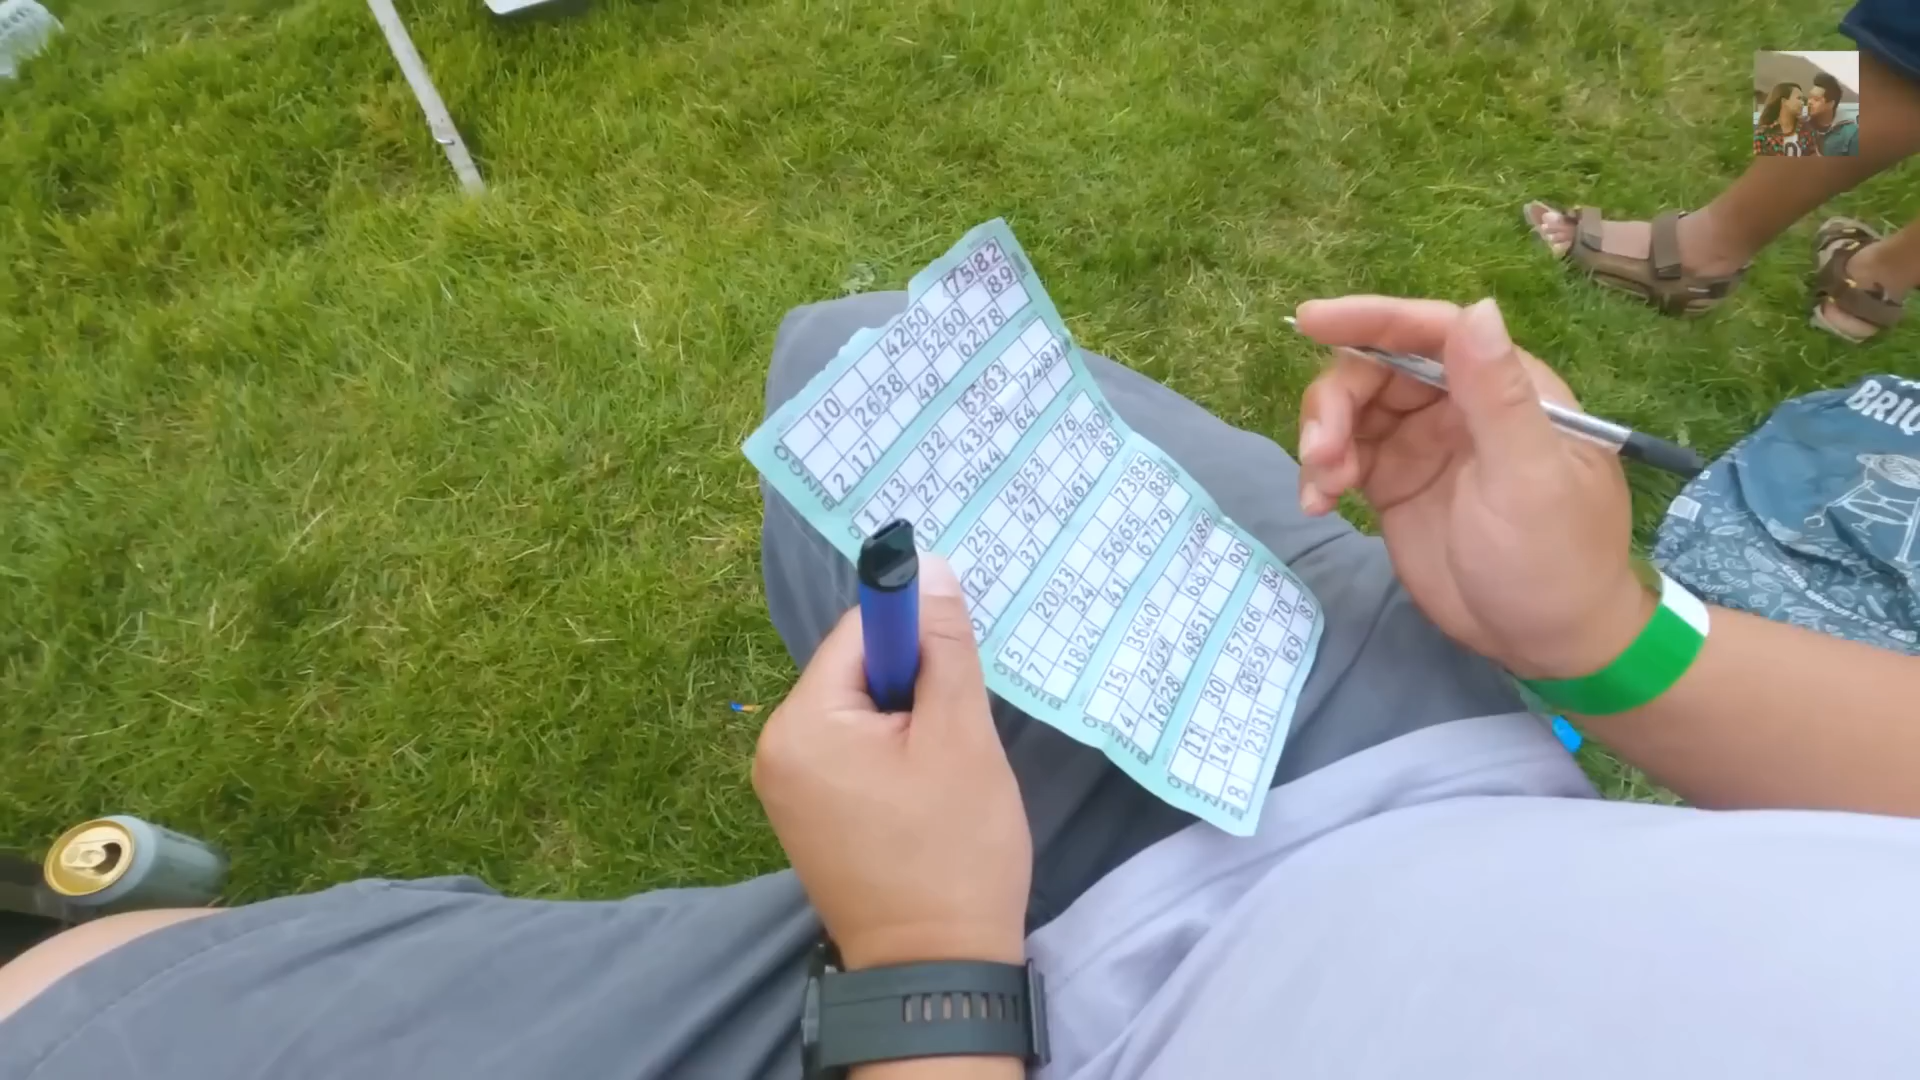 BINGO
10 42 50 75 82
26 38 52 60 89
2 17 49 62 78
13 32 55 63
27 43 58 74 81
19 35 44 64
25 45 53 76
12 29 47 77 80
9 37 54 61 83
BINGO
5 20 33 73 85
7 34 56 65 88
18 24 41 67 79
BINGO
15 36 40 71 86
4 21 68 72
16 28 48 51 90
BINGO
11 30 57 66 84
14 22 46 59 70
8 23 31 69 87
BRIQ